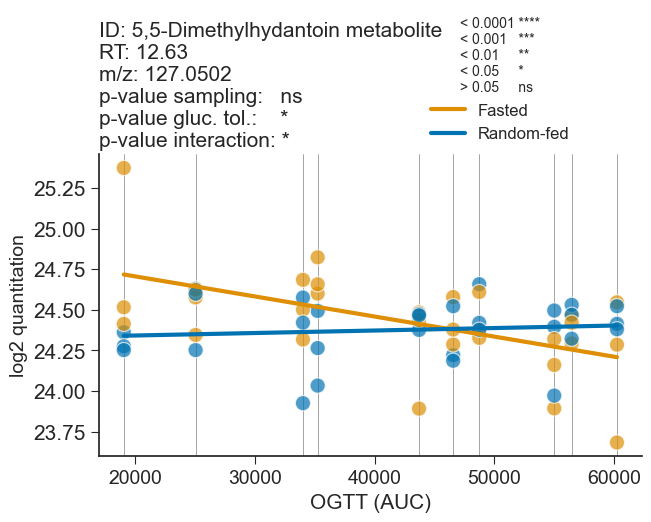 ID: 5,5-Dimethylhydantoin metabolite
RT: 12.63
m/z: 127.0502
p-value sampling: ns
p-value gluc. tol.: *
p-value interaction: *
< 0.0001 ****
< 0.001 ***
< 0.01 **
< 0.05 *
> 0.05 ns
Fasted
Random-fed
log2 quantitation
25.25
25.00
24.75
24.50
24.25
24.00
23.75
20000 30000 40000 50000 60000
OGTT (AUC)